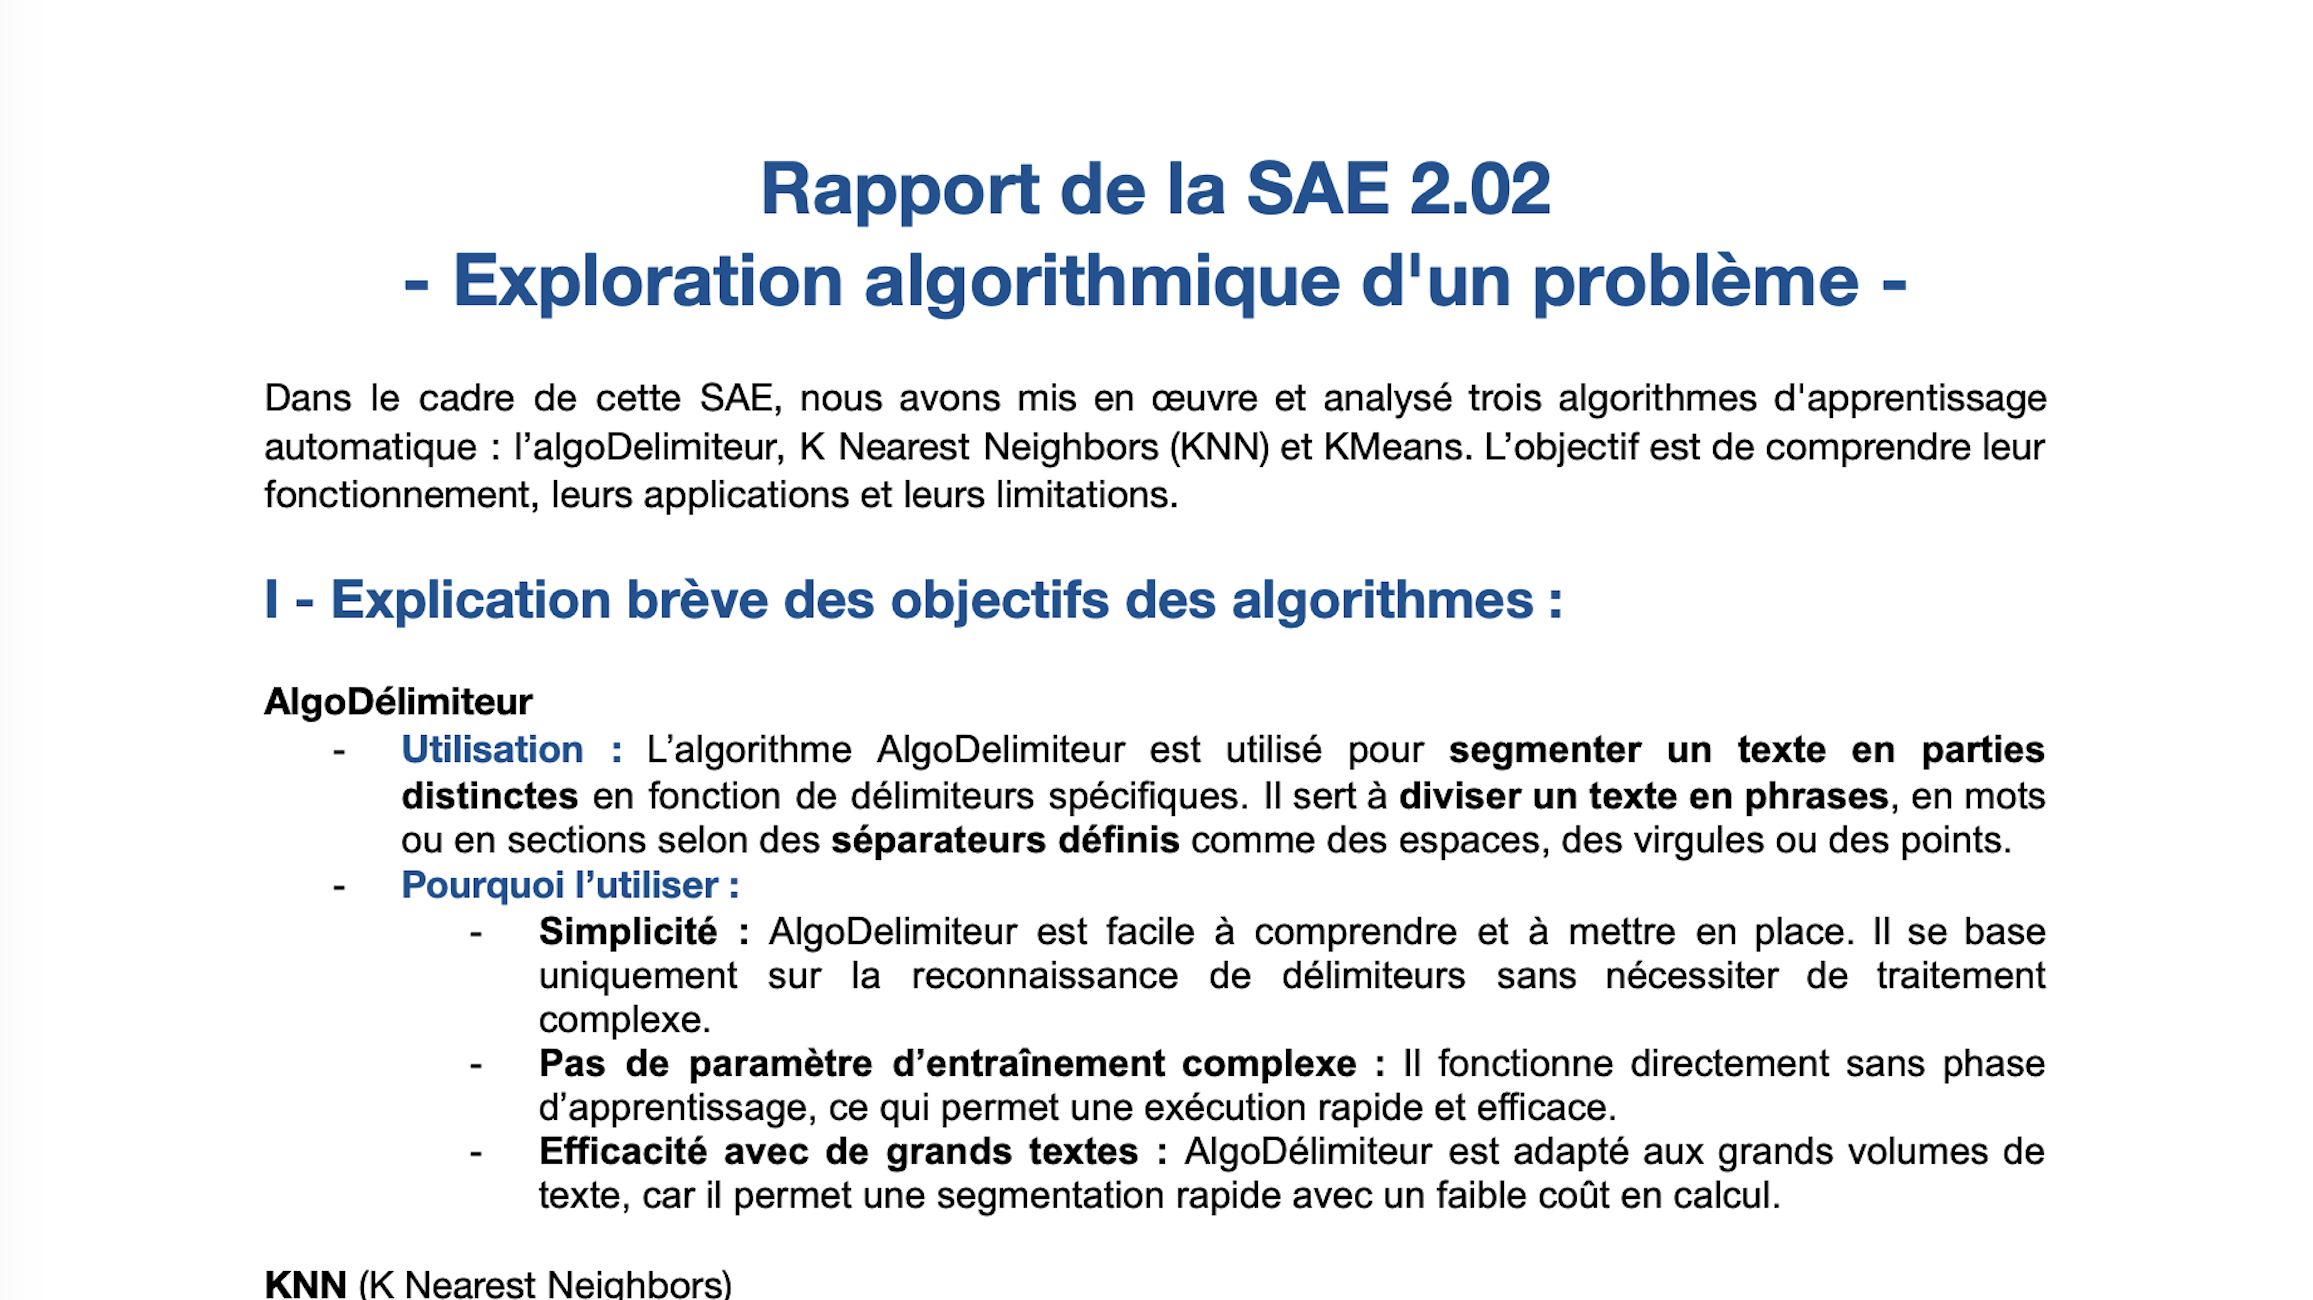 Rapport de la SAE 2.02
- Exploration algorithmique d'un problème -
Dans le cadre de cette SAE, nous avons mis en œuvre et analysé trois algorithmes d'apprentissage
automatique : l’algoDelimiteur, K Nearest Neighbors (KNN) et KMeans. L’objectif est de comprendre leur
fonctionnement, leurs applications et leurs limitations.
I - Explication brève des objectifs des algorithmes :
AlgoDélimiteur
- Utilisation : L’algorithme AlgoDelimiteur est utilisé pour segmenter un texte en parties
distinctes en fonction de délimiteurs spécifiques. Il sert à diviser un texte en phrases, en mots
ou en sections selon des séparateurs définis comme des espaces, des virgules ou des points.
- Pourquoi l’utiliser :
- Simplicité : AlgoDelimiteur est facile à comprendre et à mettre en place. Il se base
uniquement sur la reconnaissance de délimiteurs sans nécessiter de traitement
complexe.
- Pas de paramètre d’entraînement complexe : Il fonctionne directement sans phase
d’apprentissage, ce qui permet une exécution rapide et efficace.
- Efficacité avec de grands textes : AlgoDélimiteur est adapté aux grands volumes de
texte, car il permet une segmentation rapide avec un faible coût en calcul.
KNN (K Nearest Neighbors)